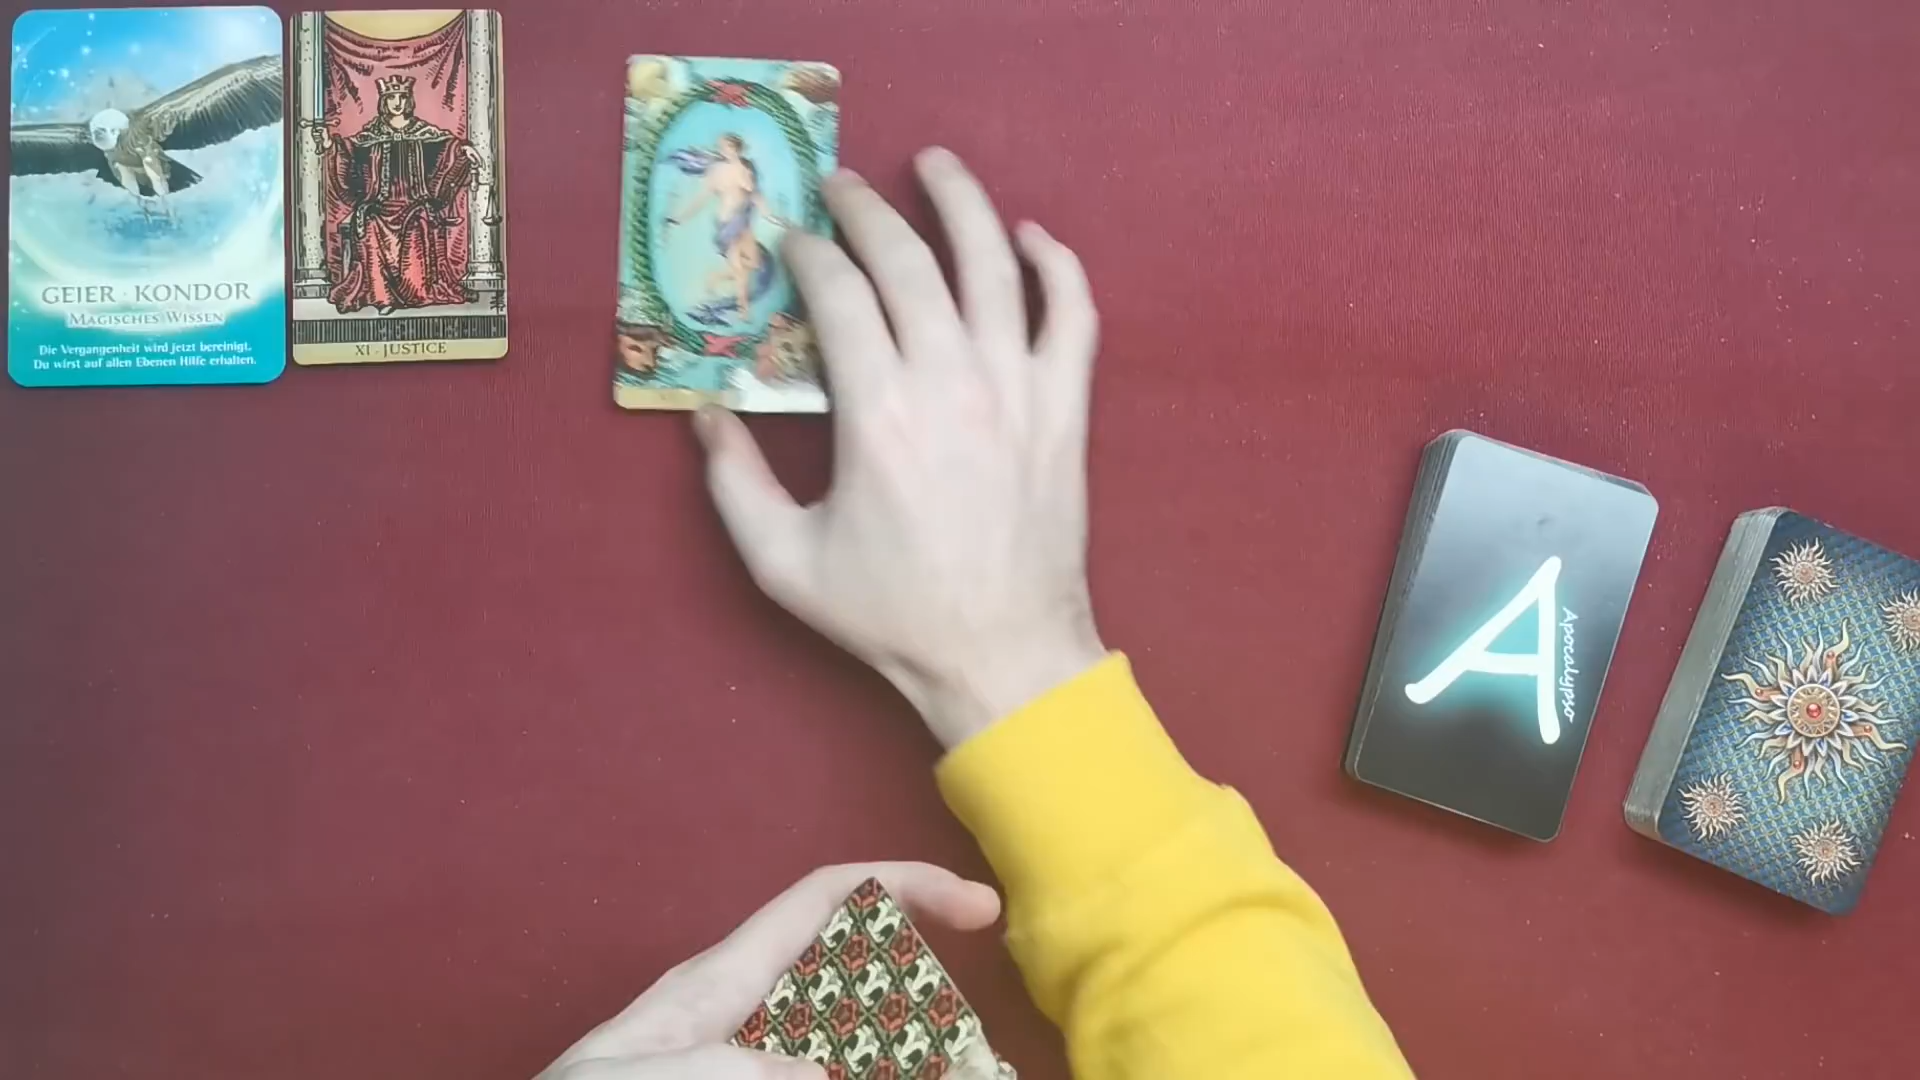 GEIER · KONDOR
MAGISCHES WISSEN
Die Vergangenheit wird jetzt bereinigt.
Du wirst auf allen Ebenen Hilfe erhalten.
XI . JUSTICE
A
Apocalypso